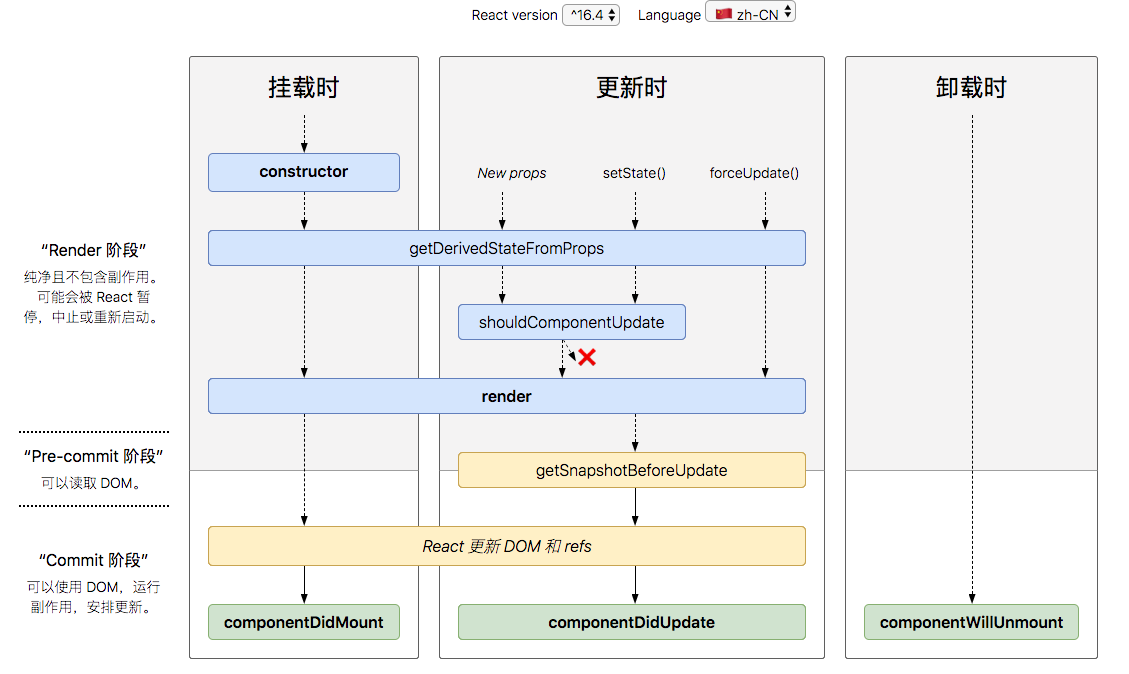 React version ^16.4 Language 🇨🇳 zh-CN
挂载时
更新时
卸载时
constructor
New props
setState()
forceUpdate()
getDerivedStateFromProps
“Render 阶段”
纯净且不包含副作用。
可能会被 React 暂
停，中止或重新启动。
shouldComponentUpdate
render
“Pre-commit 阶段”
可以读取 DOM。
getSnapshotBeforeUpdate
React 更新 DOM 和 refs
“Commit 阶段”
可以使用 DOM，运行
副作用，安排更新。
componentDidMount
componentDidUpdate
componentWillUnmount